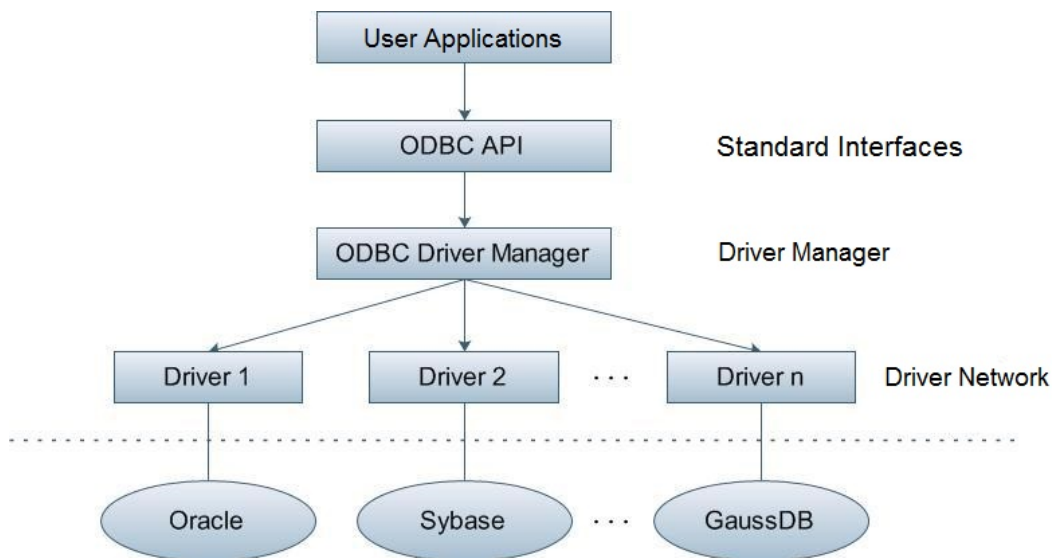 User Applications
ODBC API
Standard Interfaces
ODBC Driver Manager
Driver Manager
Driver 1
Driver 2
...
Driver n
Driver Network
Oracle
Sybase
...
GaussDB